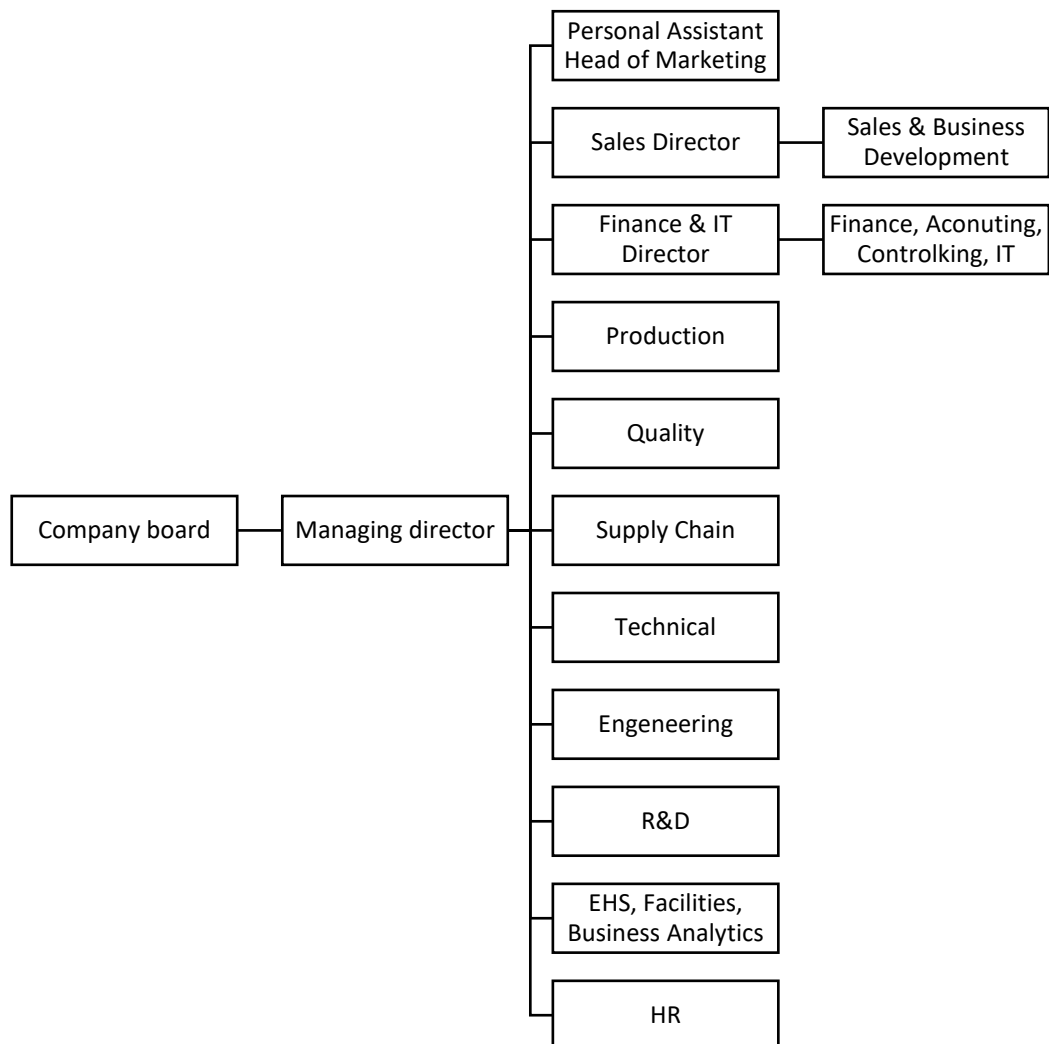 Personal Assistant
Head of Marketing
Sales Director
Sales & Business
Development
Finance & IT
Director
Finance, Aconuting,
Controlking, IT
Production
Quality
Company board
Managing director
Supply Chain
Technical
Engeneering
R&D
EHS, Facilities,
Business Analytics
HR